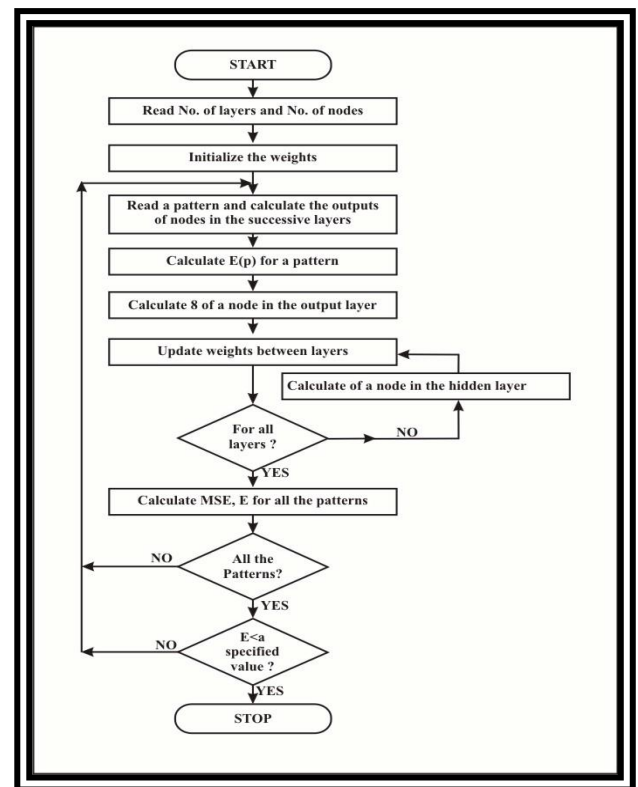 START
Read No. of layers and No. of nodes
Initialize the weights
Read a pattern and calculate the outputs
of nodes in the successive layers
Calculate E(p) for a pattern
Calculate 8 of a node in the output layer
Update weights between layers
Calculate of a node in the hidden layer
For all
layers ?
NO
YES
Calculate MSE, E for all the patterns
NO
All the
Patterns?
YES
NO
E<a
specified
value ?
YES
STOP